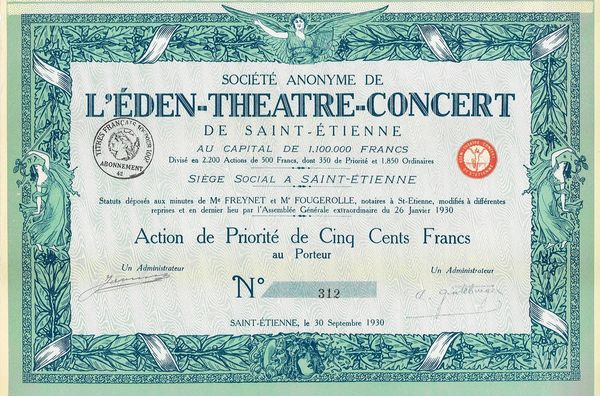 SOCIÉTÉ ANONYME DE
L'ÉDEN-THEATRE-CONCERT
DE SAINT-ÉTIENNE
AU CAPITAL DE 1.100.000 FRANCS
Divisé en 2.200 Actions de 500 Francs, dont 350 de Priorité et 1.850 Ordinaires
SIÈGE SOCIAL A SAINT-ÉTIENNE
ABONNEMENT
Statuts déposés aux minutes de Me FREYNET et Me FOUGEROLLE, notaires à St-Etienne, modifiés à différentes
reprises et en dernier lieu par l'Assemblée Générale extraordinaire du 26 Janvier 1930
Action de Priorité de Cinq Cents Francs
au Porteur
Un Administrateur
Un Administrateur
No 312
SAINT-ÉTIENNE, le 30 Septembre 1930